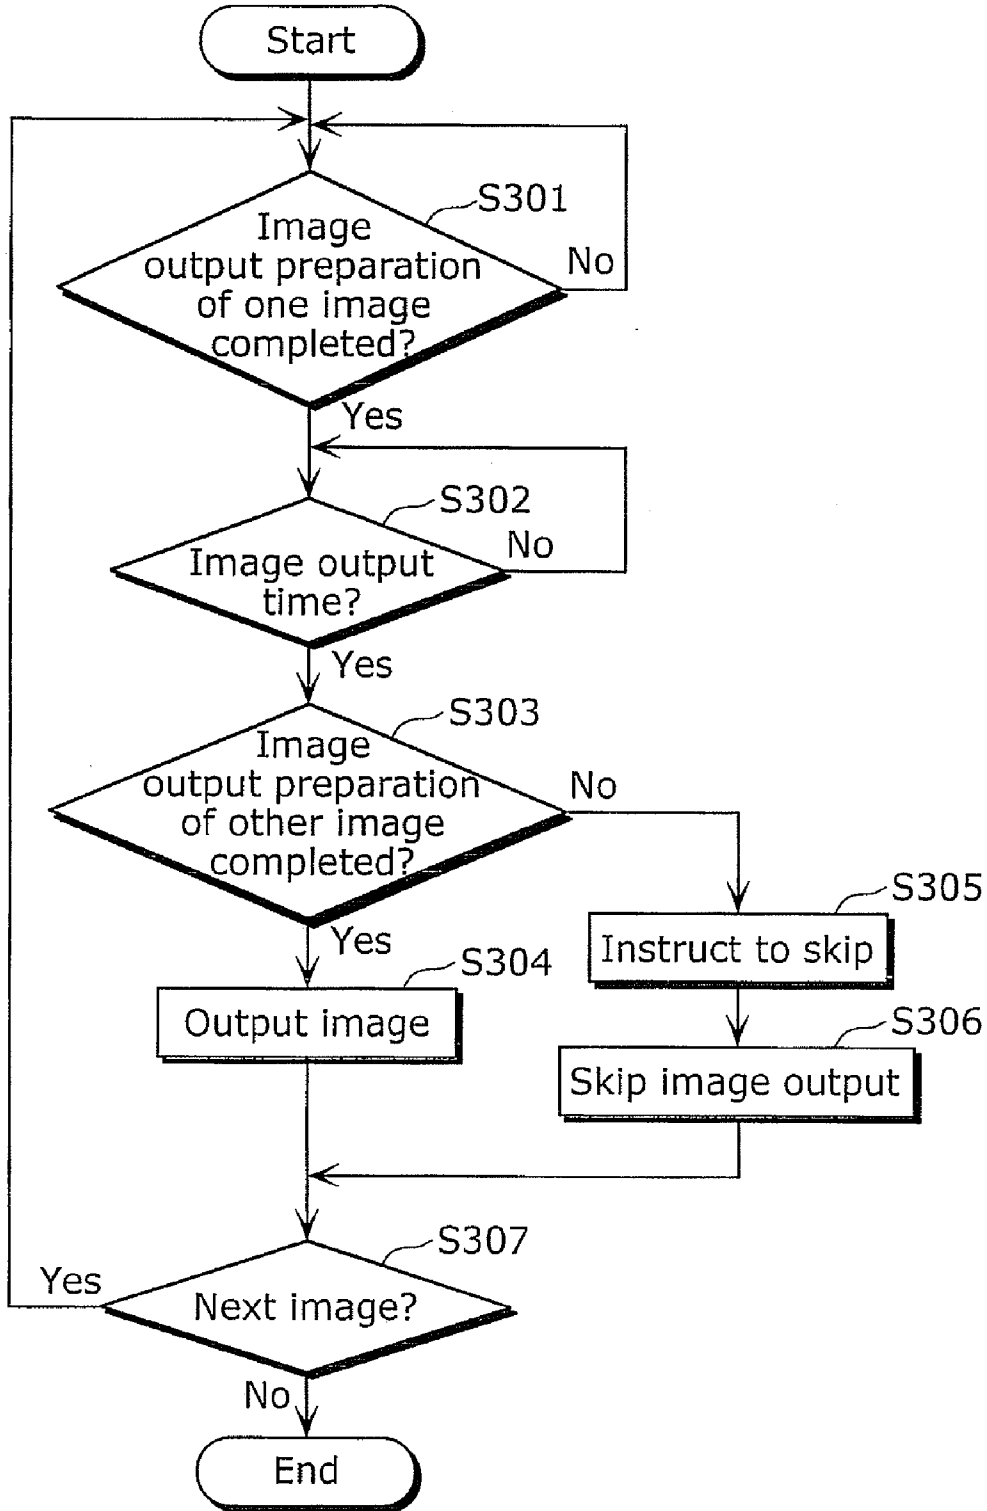 Start
S301
Image
output preparation
of one image
completed?
No
Yes
S302
Image output
time?
No
Yes
S303
Image
output preparation
of other image
completed?
No
Yes
S305
Instruct to skip
S304
Output image
S306
Skip image output
S307
Next image?
Yes
No
End